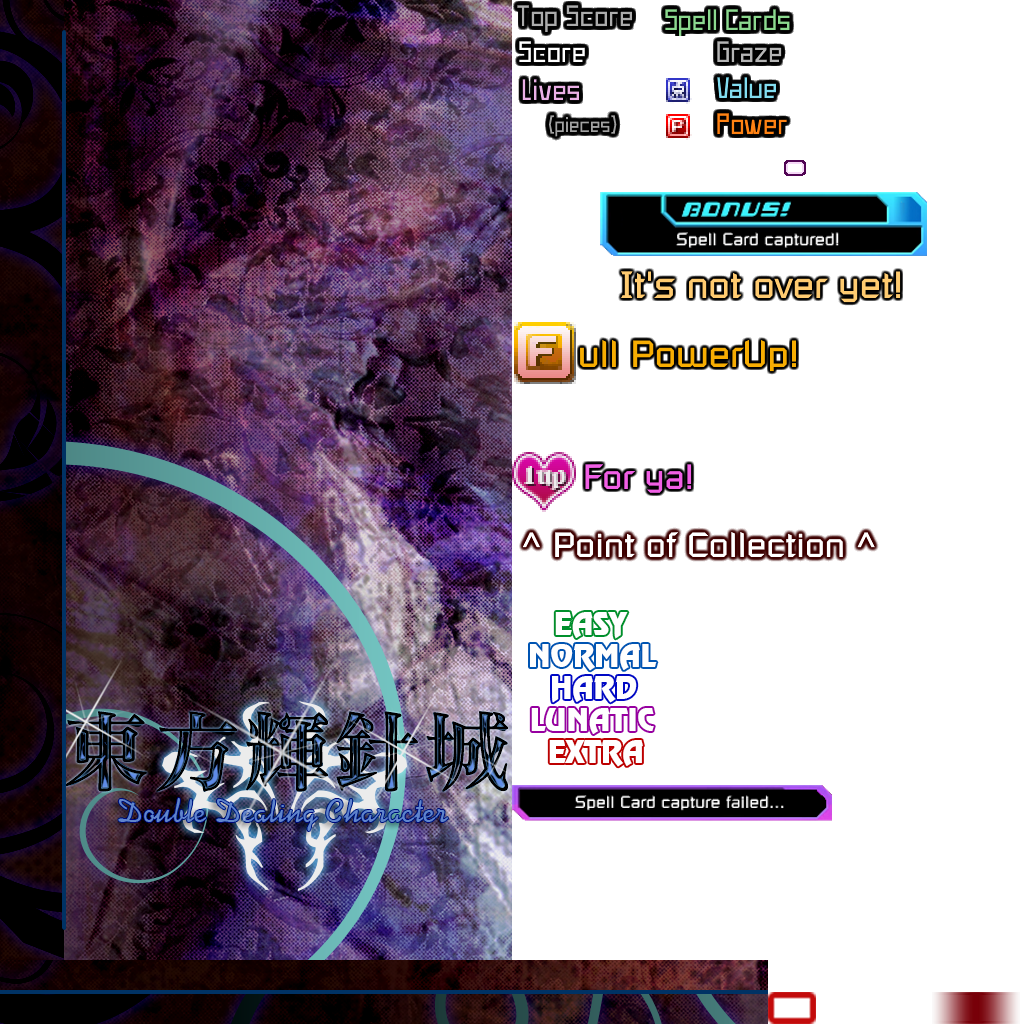 Top Score
Spell Cards
Score
Graze
Lives
Value
(pieces)
P
Power
BONUS!
Spell Card captured!
It's not over yet!
Full PowerUp!
1up For ya!
^ Point of Collection ^
EASY
NORMAL
HARD
LUNATIC
EXTRA
東方輝針城
Double Dealing Character
Spell Card capture failed...